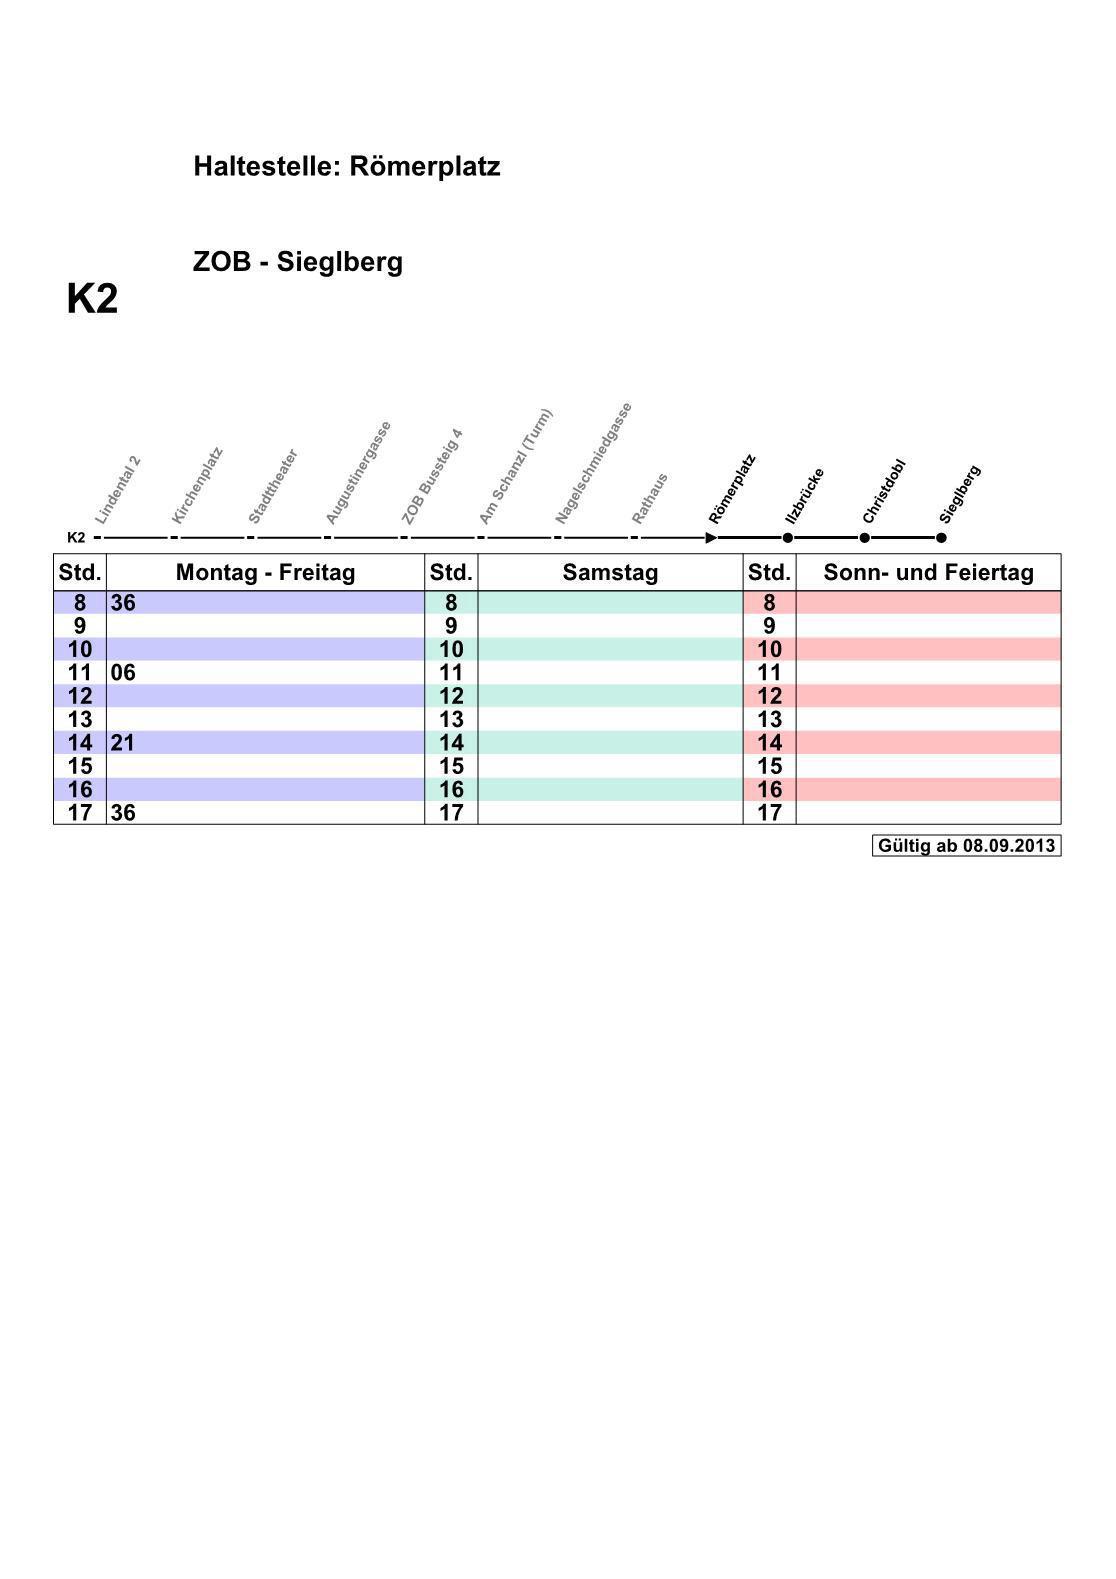 Haltestelle: Römerplatz
ZOB - Sieglberg
K2
Lindental 2
Kirchenplatz
Stadttheater
Augustinergasse
ZOB Bussteig 4
Am Schanzl (Turm)
Nagelschmiedgasse
Rathaus
Römerplatz
Ilzbrücke
Christdobl
Sieglberg
K2
Std. Montag - Freitag Std. Samstag Std. Sonn- und Feiertag
8 36 8 8
9 9 9
10 10 10
11 06 11 11
12 12 12
13 13 13
14 21 14 14
15 15 15
16 16 16
17 36 17 17
Gültig ab 08.09.2013